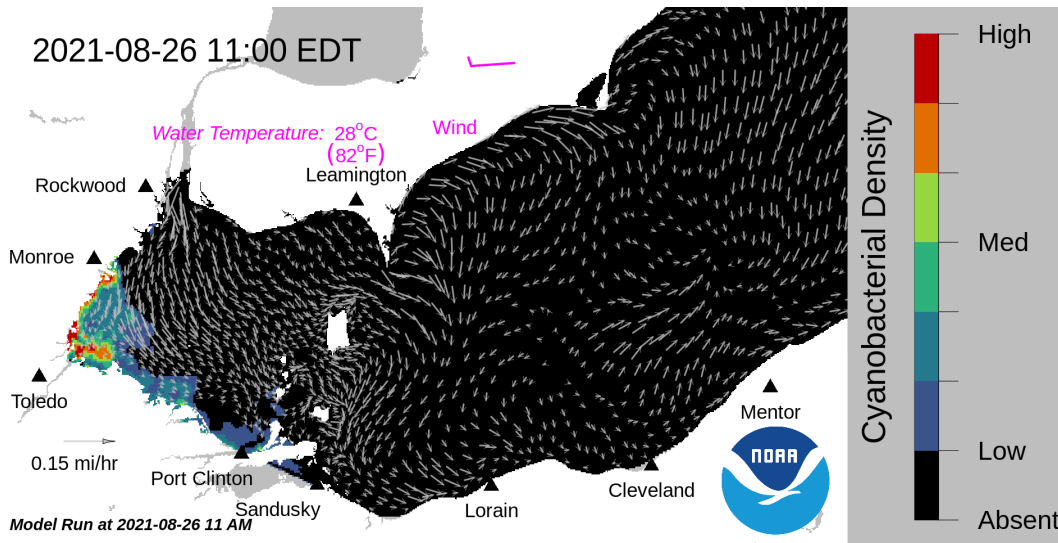 2021-08-26 11:00 EDT
High
Wind
Water Temperature: 28°C
(82°F)
Leamington
Rockwood
Monroe
Med
Cyanobacterial Density
Toledo
Mentor
0.15 mi/hr
NOAA
Low
Port Clinton
Cleveland
Sandusky
Lorain
Model Run at 2021-08-26 11 AM
Absent